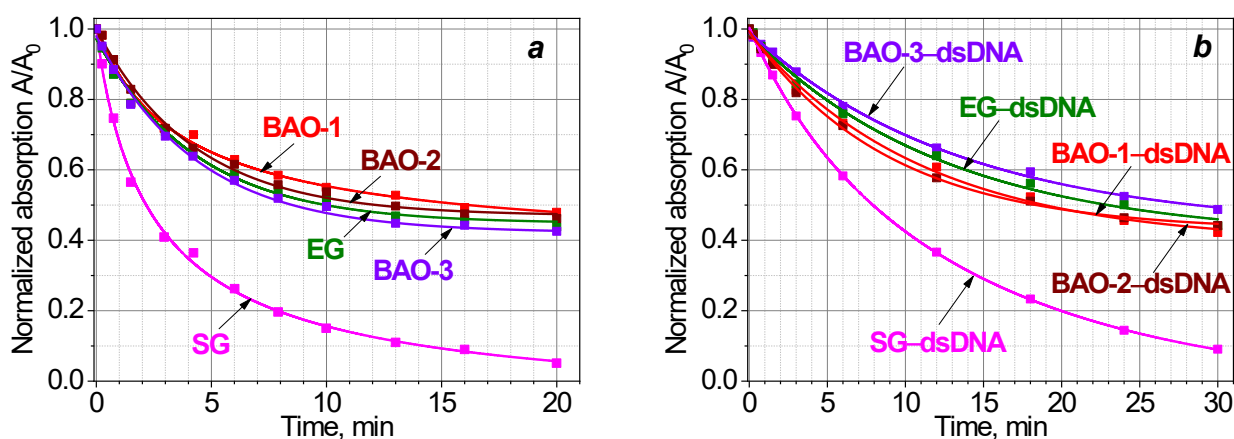 a
Normalized absorption A/A₀
1.0
0.8
0.6
0.4
0.2
0.0
BAO-1
BAO-2
EG
BAO-3
SG
0 5 10 15 20
Time, min
b
Normalized absorption A/A₀
1.0
0.8
0.6
0.4
0.2
0.0
BAO-3–dsDNA
EG–dsDNA
BAO-1–dsDNA
BAO-2–dsDNA
SG–dsDNA
0 5 10 15 20 25 30
Time, min